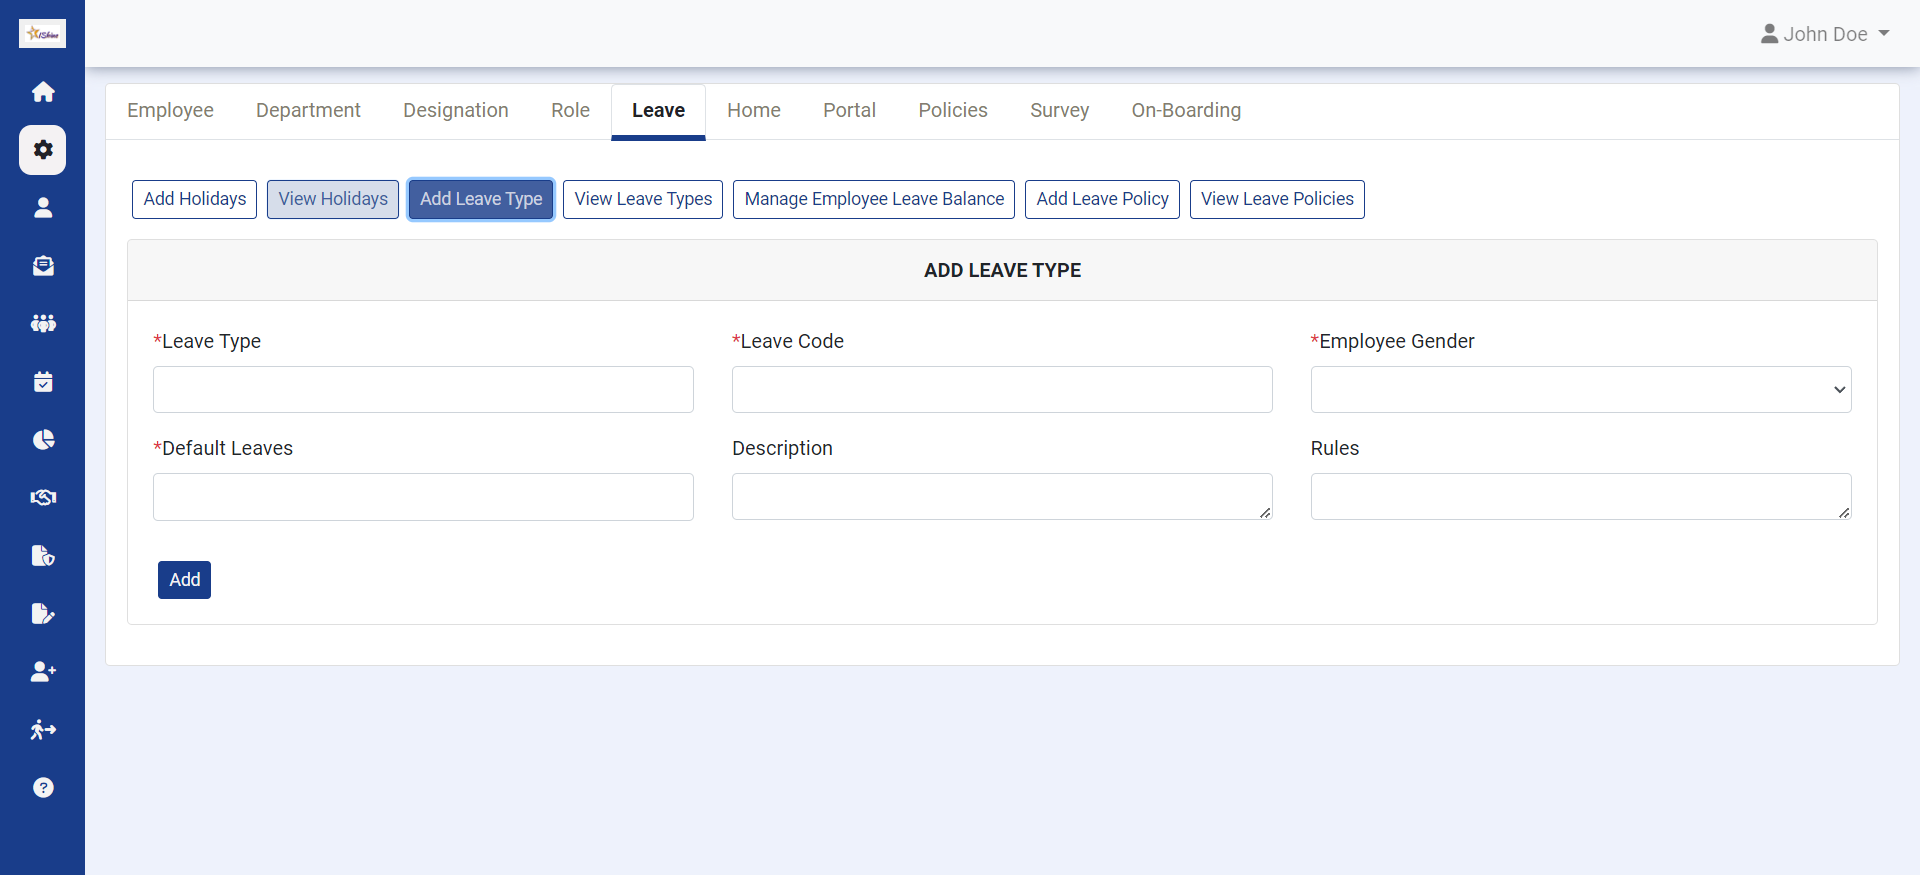 iShine
John Doe
Employee Department Designation Role Leave Home Portal Policies Survey On-Boarding
Add Holidays View Holidays Add Leave Type View Leave Types Manage Employee Leave Balance Add Leave Policy View Leave Policies
ADD LEAVE TYPE
*Leave Type *Leave Code *Employee Gender
*Default Leaves Description Rules
Add